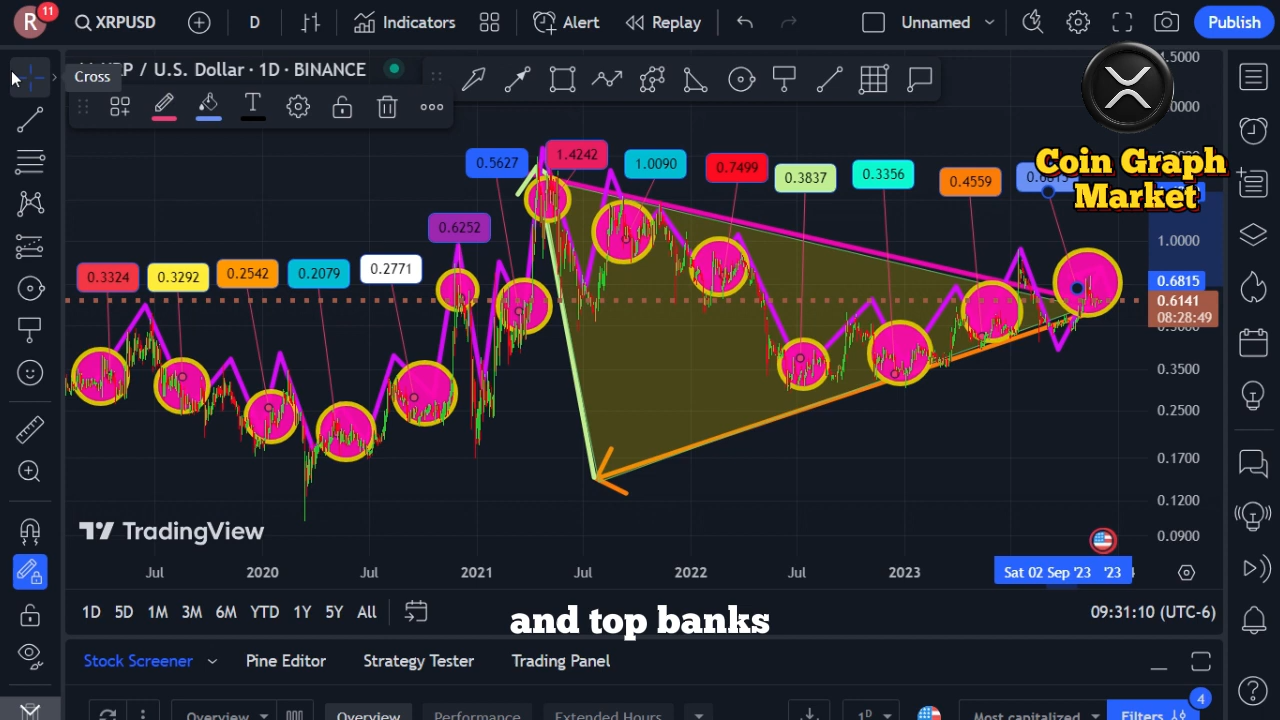 R
11
XRPUSD
D
Indicators
Alert
Replay
Unnamed
Publish
Cross
/ U.S. Dollar · 1D · BINANCE
T
Coin Graph
Market
0.5627
1.4242
1.0090
0.7499
0.3837
0.3356
0.4559
0.6252
0.3324
0.3292
0.2542
0.2079
0.2771
1.0000
0.6815
0.6141
08:28:49
0.3500
0.2500
0.1700
0.1200
0.0900
TradingView
Jul
2020
Jul
2021
Jul
2022
Jul
2023
Sat 02 Sep '23
'23
1D
5D
1M
3M
6M
YTD
1Y
5Y
All
09:31:10 (UTC-6)
and top banks
Stock Screener
Pine Editor
Strategy Tester
Trading Panel
4
Overview
Overview
Performance
Extended Hours
1D
Most capitalized
Filters